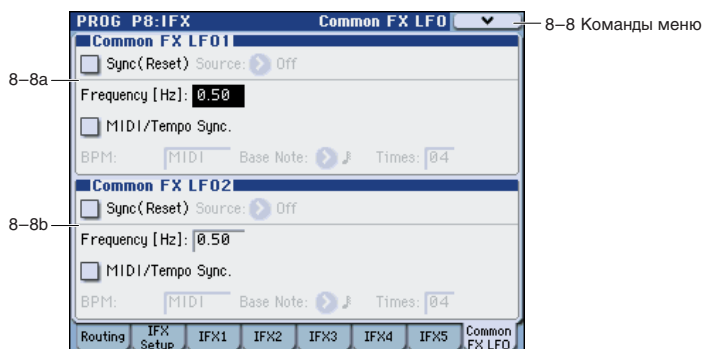 PROG P8:IFX Common FX LFO
8–8 Команды меню
Common FX LFO1
Sync(Reset) Source: Off
8–8a
Frequency [Hz]: 0.50
MIDI/Tempo Sync.
BPM: MIDI Base Note: ♪ Times: 04
Common FX LFO2
Sync(Reset) Source: Off
8–8b
Frequency [Hz]: 0.50
MIDI/Tempo Sync.
BPM: MIDI Base Note: ♪ Times: 04
Routing IFX Setup IFX1 IFX2 IFX3 IFX4 IFX5 Common FX LFO